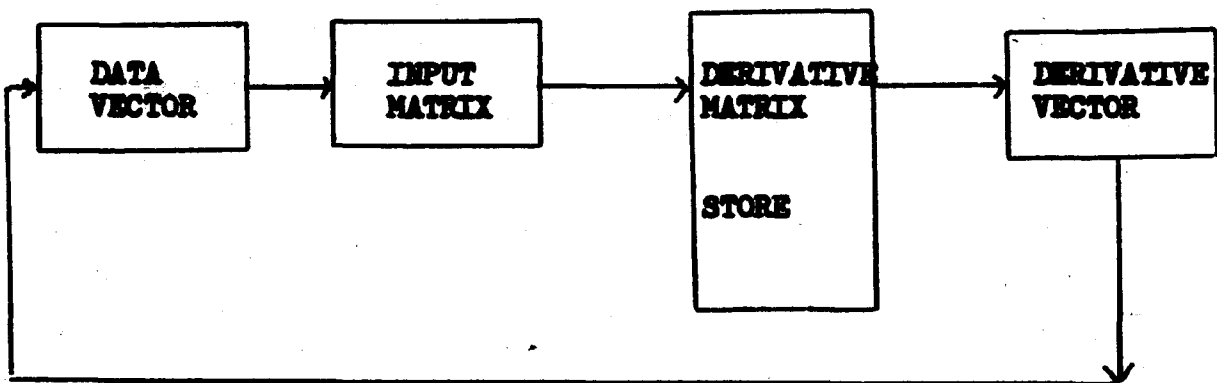 DATA
VECTOR
INPUT
MATRIX
DERIVATIVE
MATRIX
STORE
DERIVATIVE
VECTOR